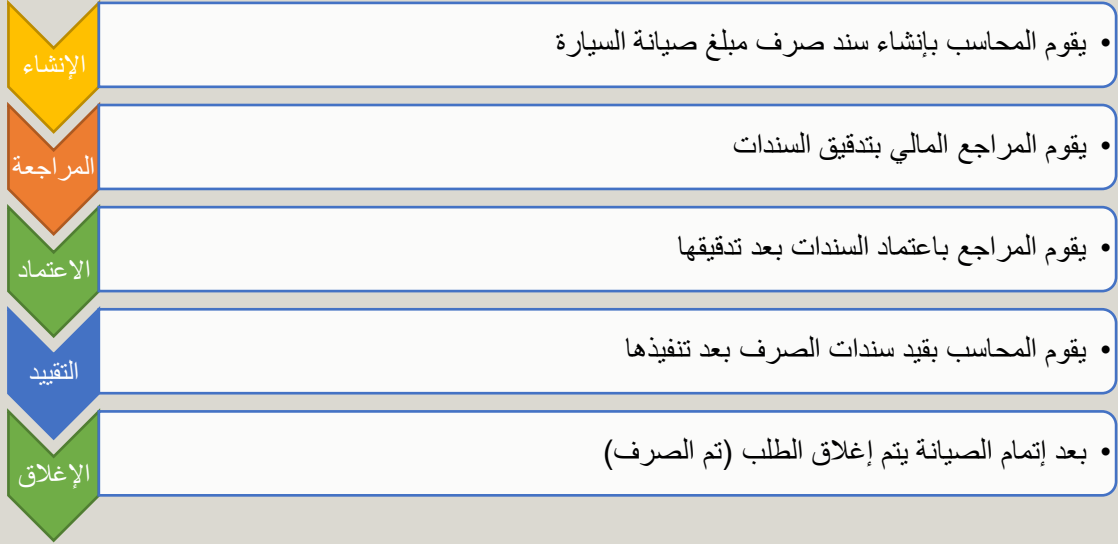 الإنشاء
• يقوم المحاسب بإنشاء سند صرف مبلغ صيانة السيارة
المراجعة
• يقوم المراجع المالي بتدقيق السندات
الاعتماد
• يقوم المراجع باعتماد السندات بعد تدقيقها
التقييد
• يقوم المحاسب بقيد سندات الصرف بعد تنفيذها
الإغلاق
• بعد إتمام الصيانة يتم إغلاق الطلب (تم الصرف)